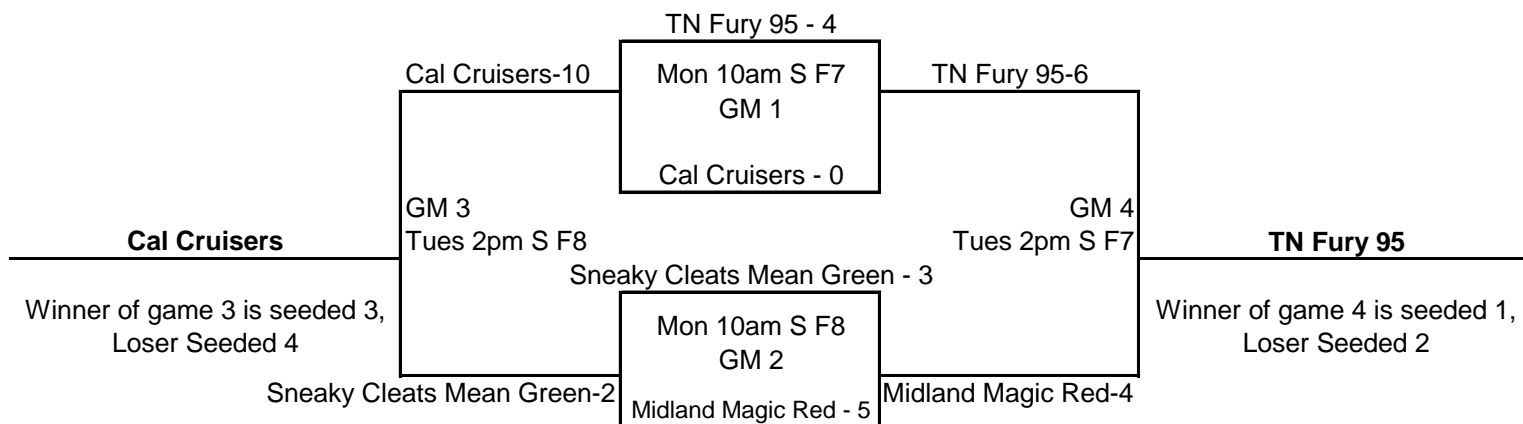 TN Fury 95 - 4
Cal Cruisers-10
Mon 10am S F7
TN Fury 95-6
GM 1
Cal Cruisers - 0
GM 3
GM 4
Cal Cruisers
Tues 2pm S F8
Tues 2pm S F7
TN Fury 95
Sneaky Cleats Mean Green - 3
Winner of game 3 is seeded 3,
Loser Seeded 4
Mon 10am S F8
GM 2
Winner of game 4 is seeded 1,
Loser Seeded 2
Sneaky Cleats Mean Green-2
Midland Magic Red - 5
Midland Magic Red-4